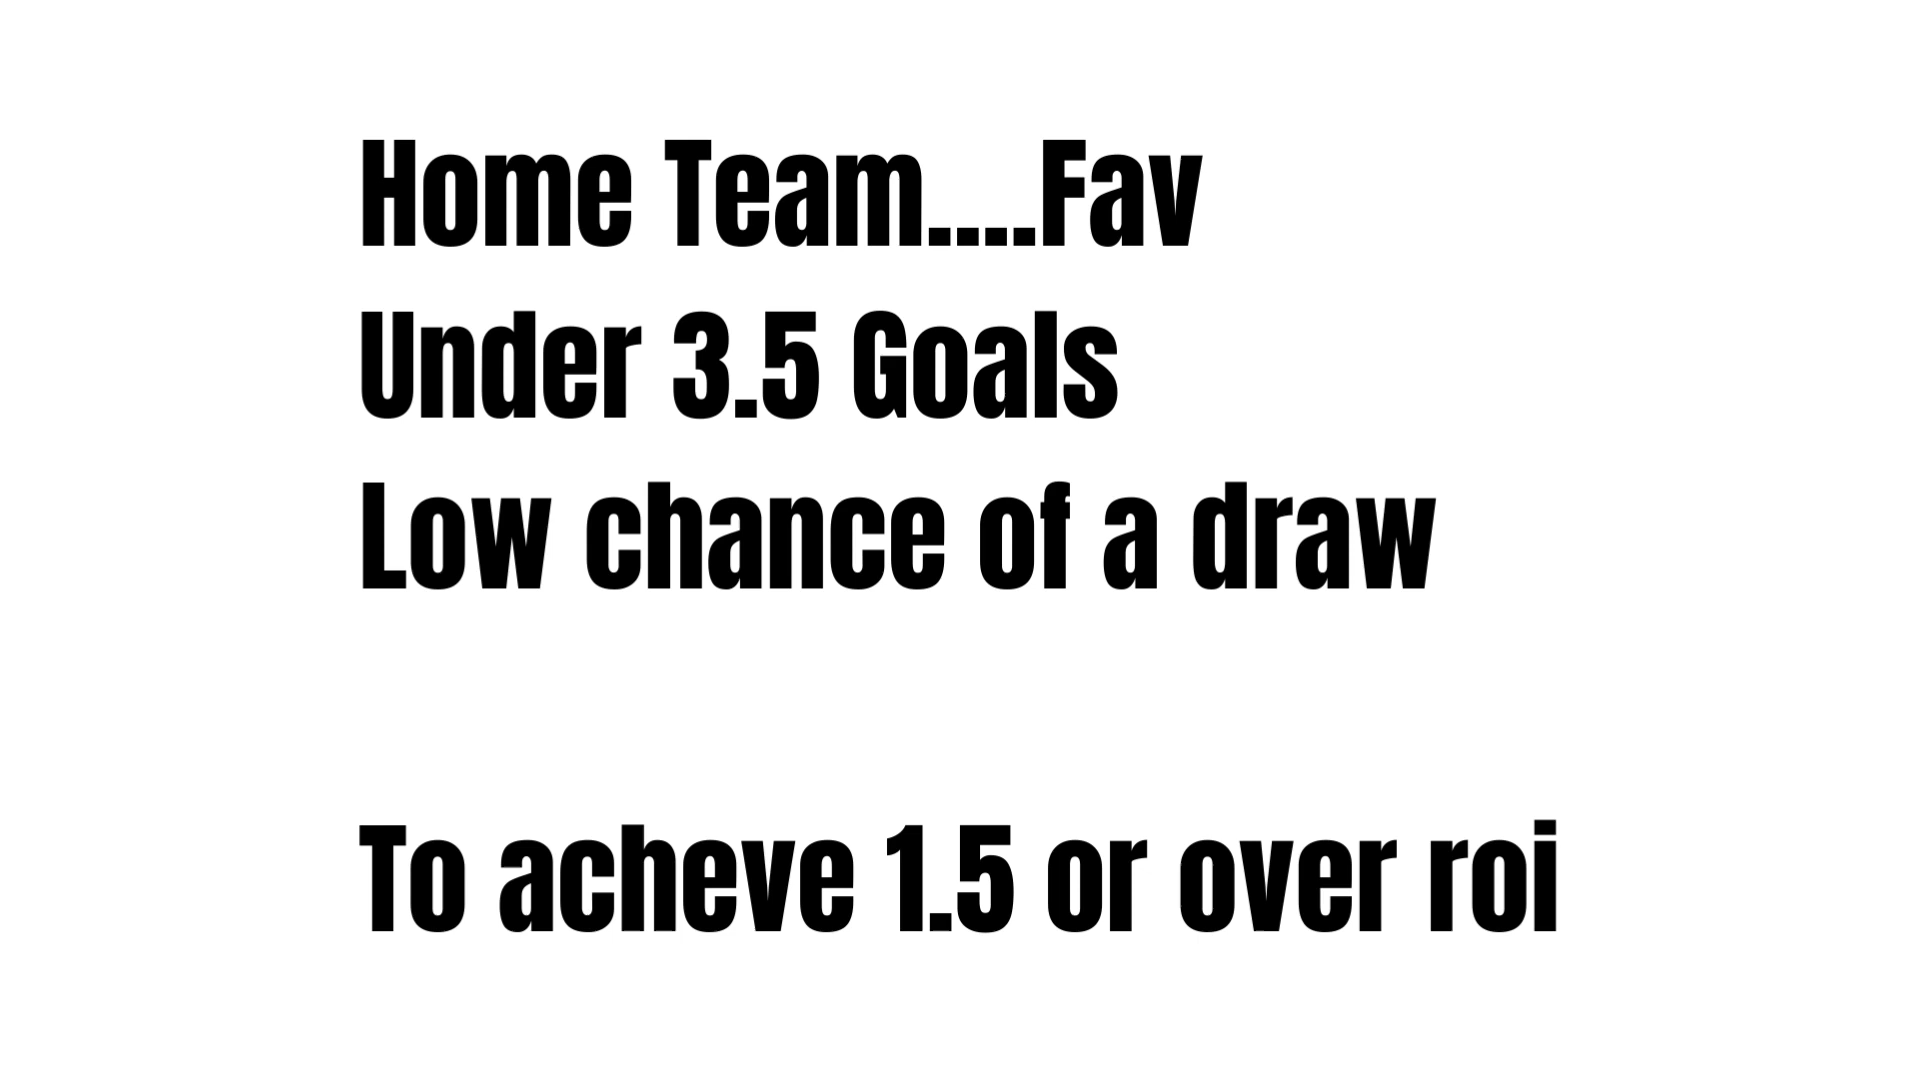 Home Team....Fav
Under 3.5 Goals
Low chance of a draw
To acheve 1.5 or over roi